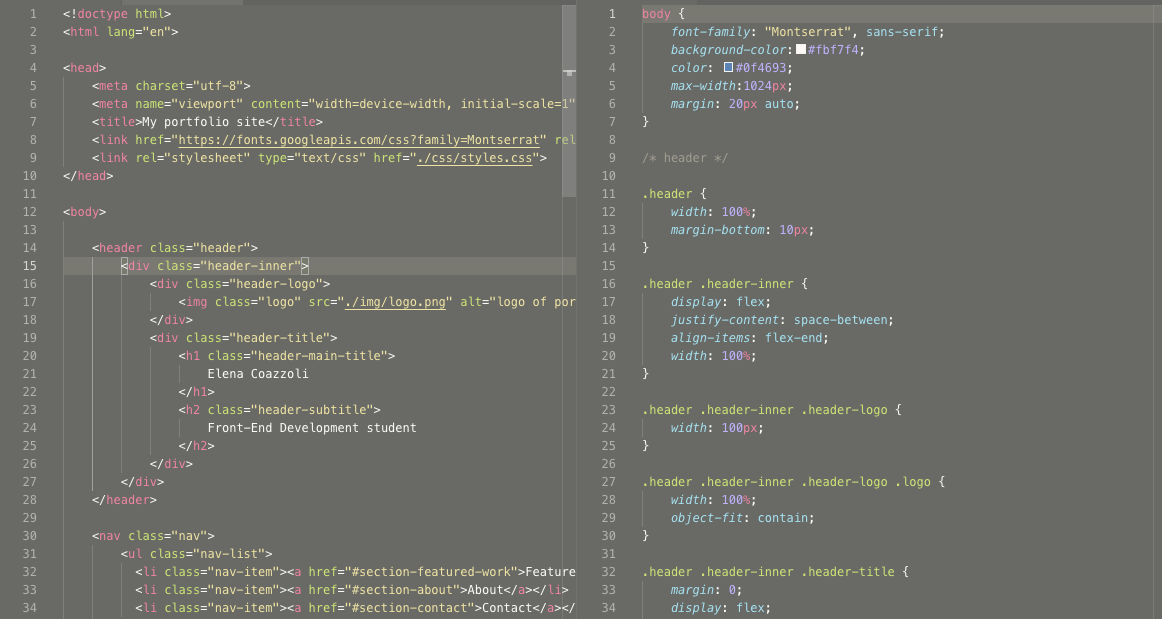 1 <!doctype html>
2 <html lang="en">
3
4 <head>
5 <meta charset="utf-8">
6 <meta name="viewport" content="width=device-width, initial-scale=1"
7 <title>My portfolio site</title>
8 <link href="https://fonts.googleapis.com/css?family=Montserrat" rel
9 <link rel="stylesheet" type="text/css" href="./css/styles.css">
10 </head>
11
12 <body>
13
14 <header class="header">
15 <div class="header-inner">
16 <div class="header-logo">
17 <img class="logo" src="./img/logo.png" alt="logo of por
18 </div>
19 <div class="header-title">
20 <h1 class="header-main-title">
21 Elena Coazzoli
22 </h1>
23 <h2 class="header-subtitle">
24 Front-End Development student
25 </h2>
26 </div>
27 </div>
28 </header>
29
30 <nav class="nav">
31 <ul class="nav-list">
32 <li class="nav-item"><a href="#section-featured-work">Feature
33 <li class="nav-item"><a href="#section-about">About</a></li>
34 <li class="nav-item"><a href="#section-contact">Contact</a></
1 body {
2 font-family: "Montserrat", sans-serif;
3 background-color: #fbf7f4;
4 color: #0f4693;
5 max-width:1024px;
6 margin: 20px auto;
7 }
8
9 /* header */
10
11 .header {
12 width: 100%;
13 margin-bottom: 10px;
14 }
15
16 .header .header-inner {
17 display: flex;
18 justify-content: space-between;
19 align-items: flex-end;
20 width: 100%;
21 }
22
23 .header .header-inner .header-logo {
24 width: 100px;
25 }
26
27 .header .header-inner .header-logo .logo {
28 width: 100%;
29 object-fit: contain;
30 }
31
32 .header .header-inner .header-title {
33 margin: 0;
34 display: flex;